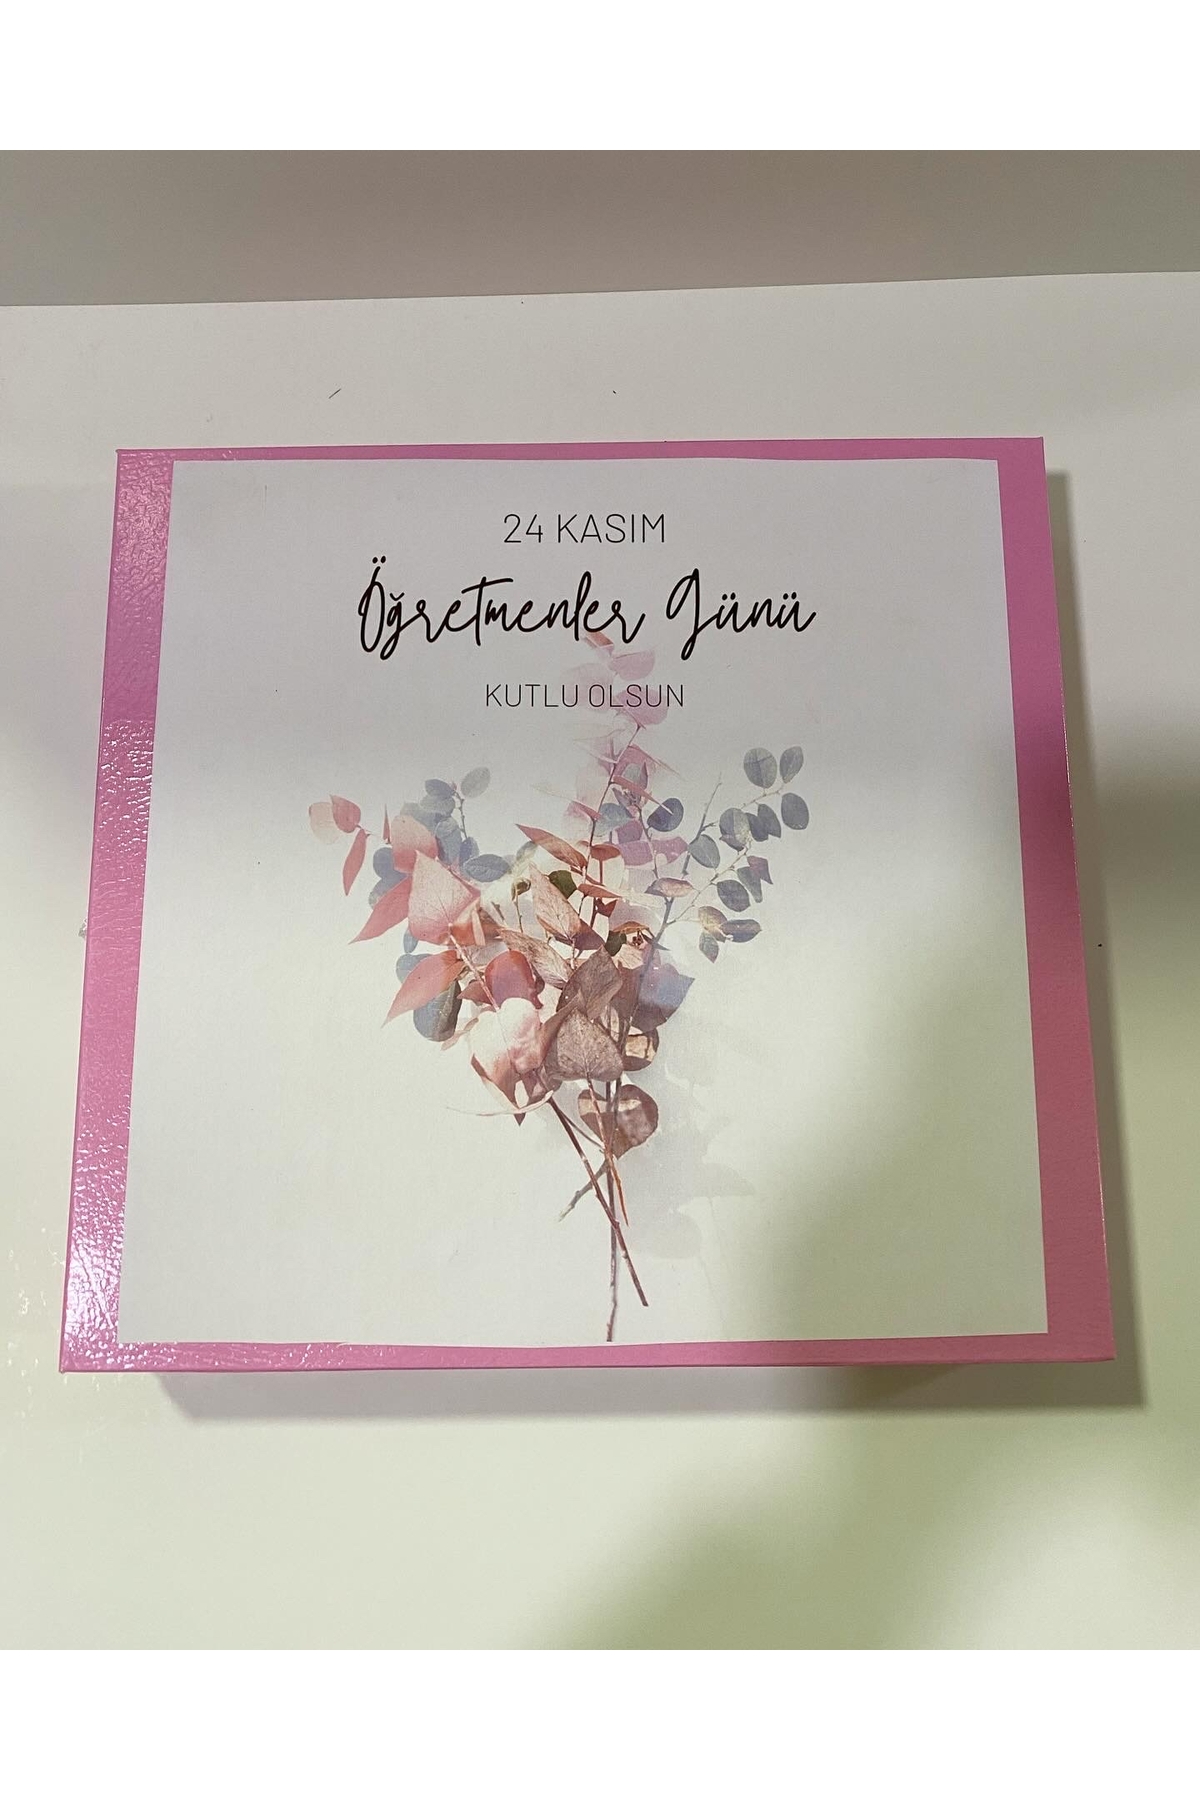 24 KASIM
Öğretmenler Günü
KUTLU OLSUN